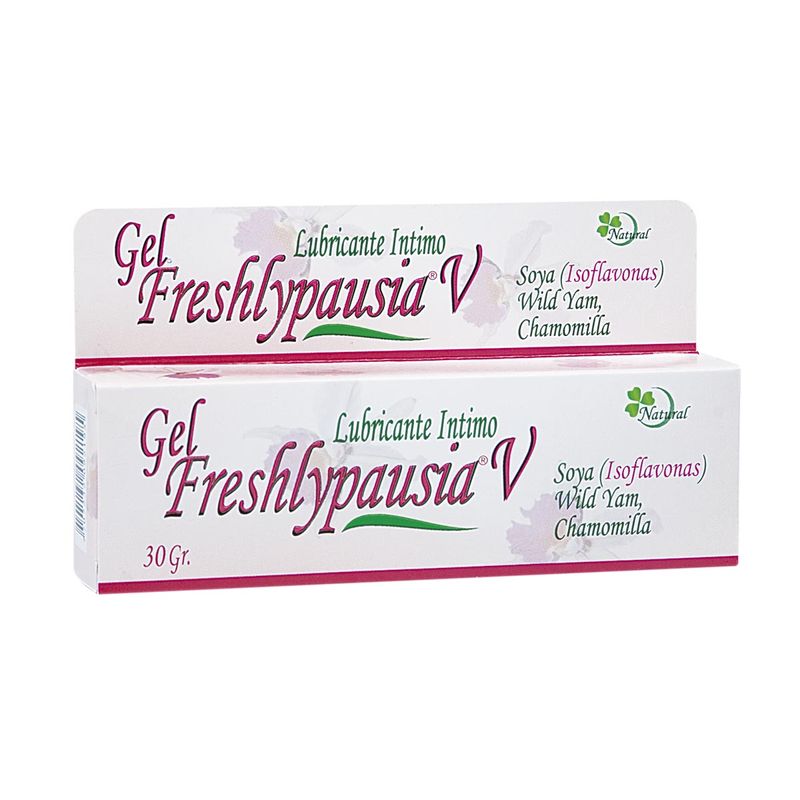 Gel
Lubricante Intimo
Freshlypausia® V
Natural
Soya (Isoflavonas)
Wild Yam,
Chamomilla
Gel
Lubricante Intimo
Freshlypausia® V
Natural
Soya (Isoflavonas)
Wild Yam,
Chamomilla
30 Gr.